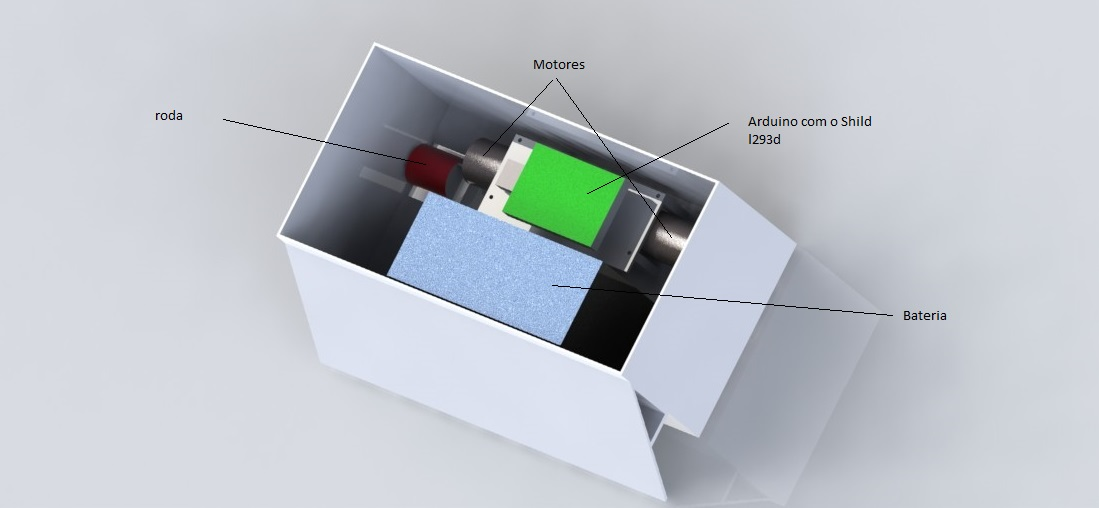 Motores
roda
Arduino com o Shild
l293d
Bateria